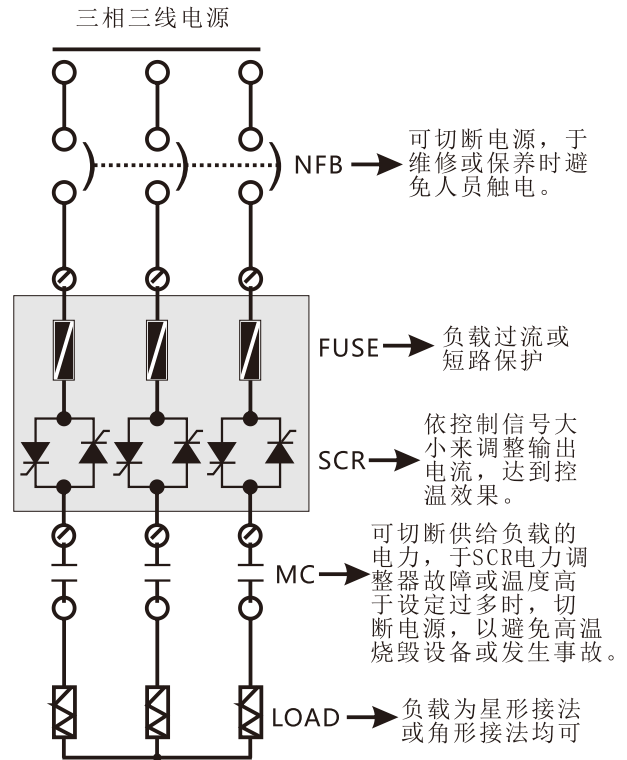 三相三线电源
NFB
可切断电源，于
维修或保养时避
免人员触电。
FUSE
负载过流或
短路保护
SCR
依控制信号大
小来调整输出
电流，达到控
温效果。
MC
可切断供给负载的
电力，于SCR电力调
整器故障或温度高
于设定过多时，切
断电源，以避免高温
烧毁设备或发生事故。
LOAD
负载为星形接法
或角形接法均可